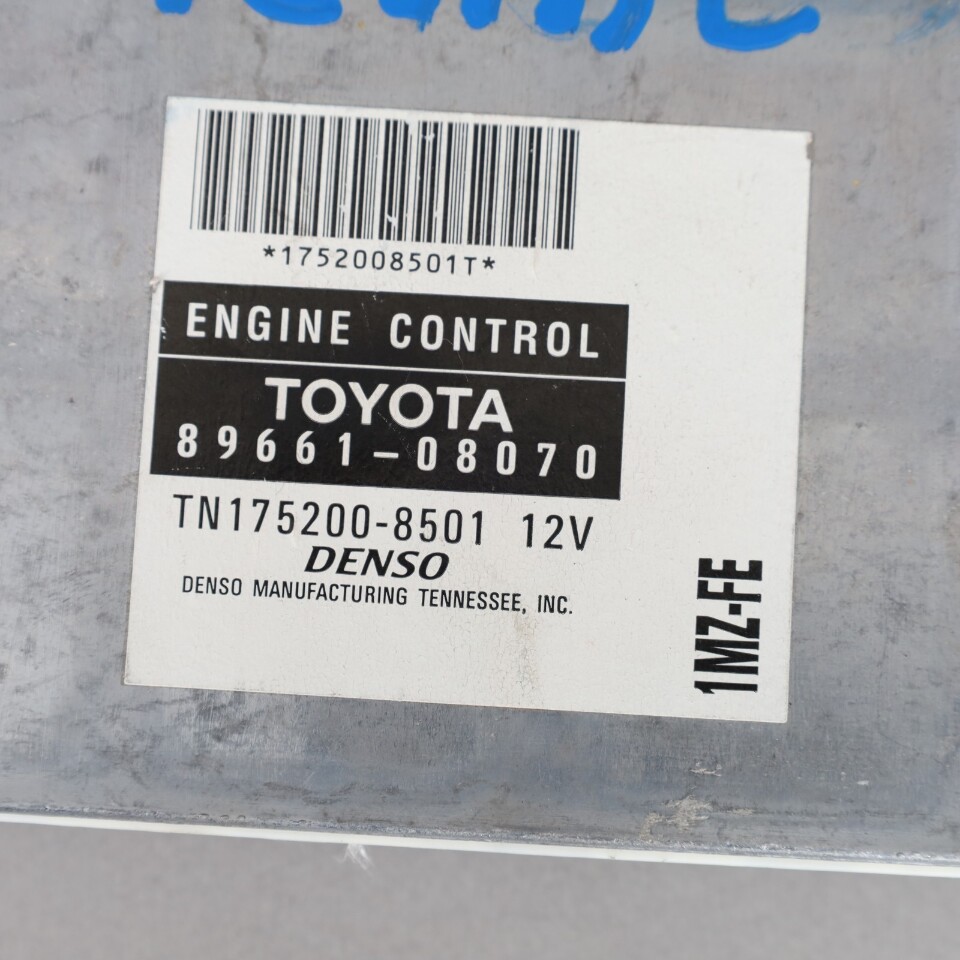 *1752008501T*
ENGINE CONTROL
TOYOTA
89661-08070
TN175200-8501 12V
DENSO
DENSO MANUFACTURING TENNESSEE, INC.
1MZ-FE